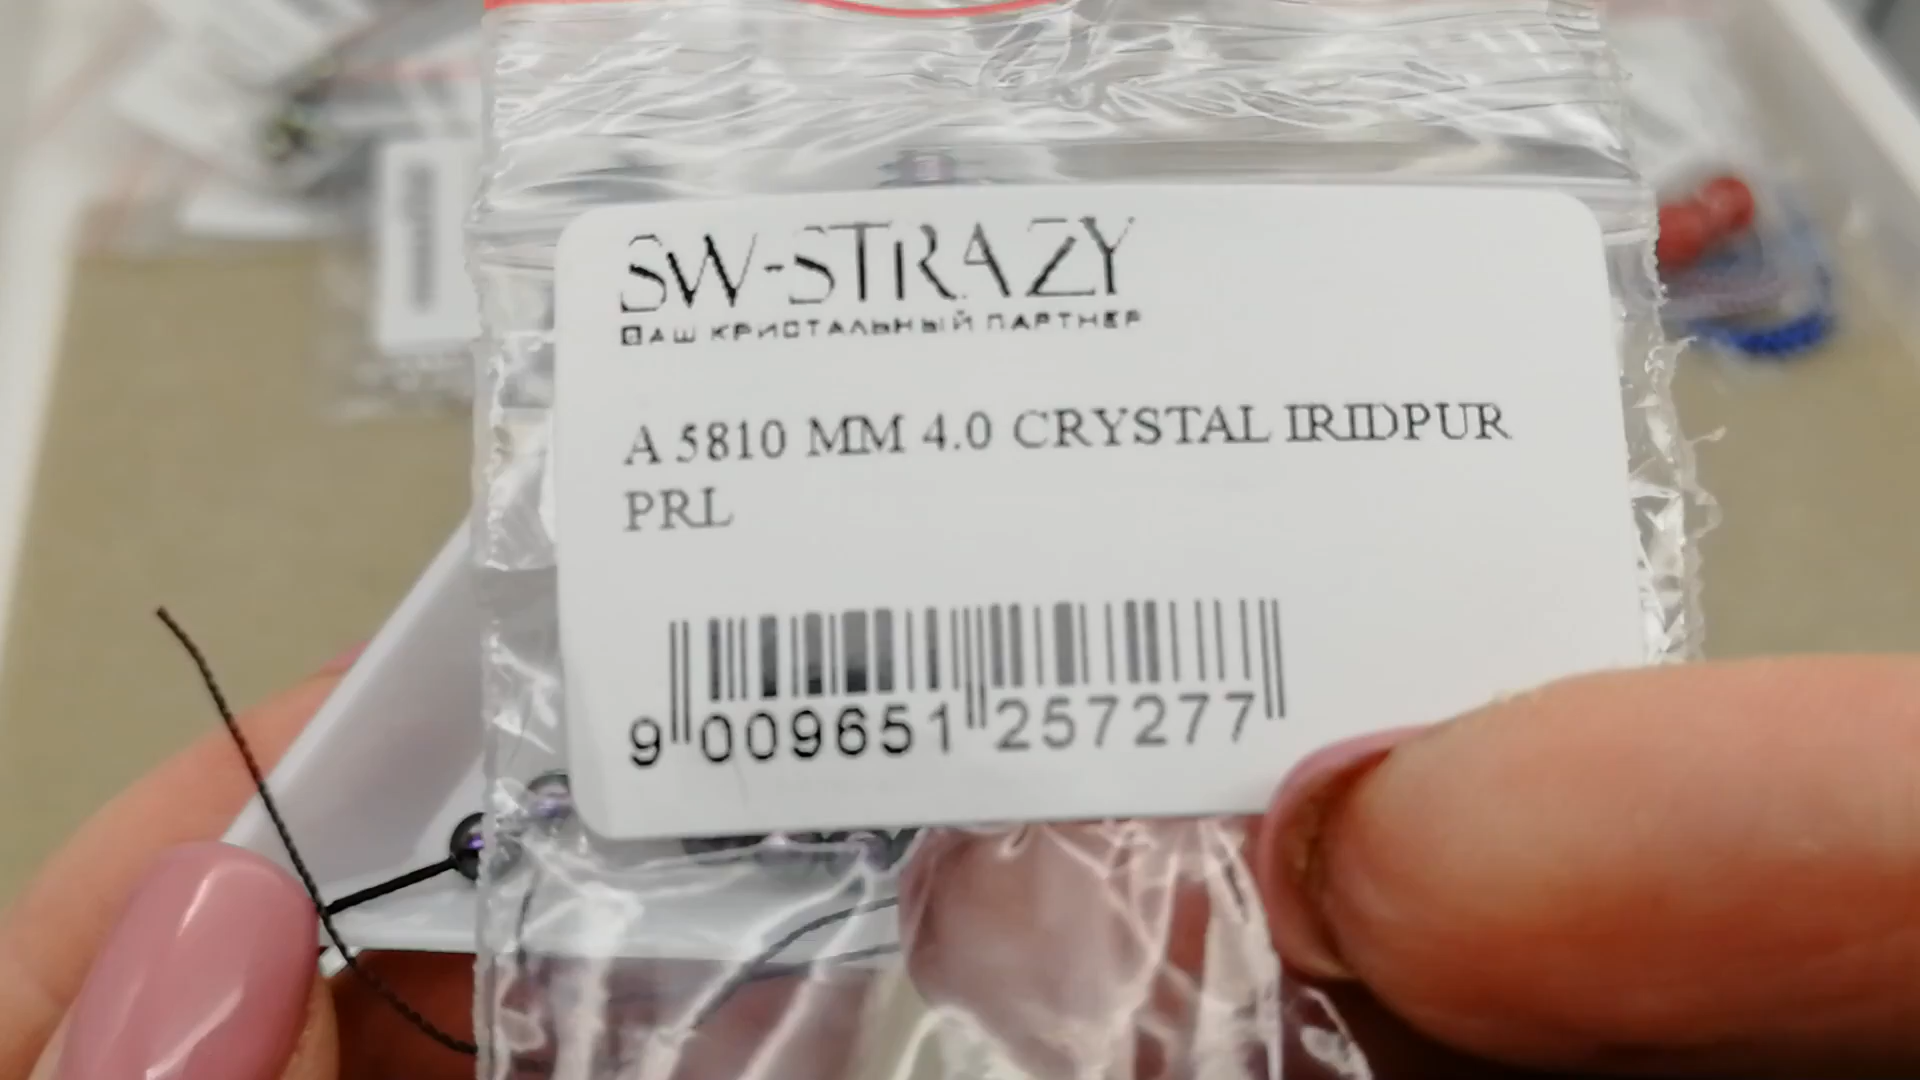 SW-STRAZY
ВАШ КРИСТАЛЬНЫЙ ПАРТНЕР
A 5810 MM 4.0 CRYSTAL IRIDPUR
PRL
9 009651 257277